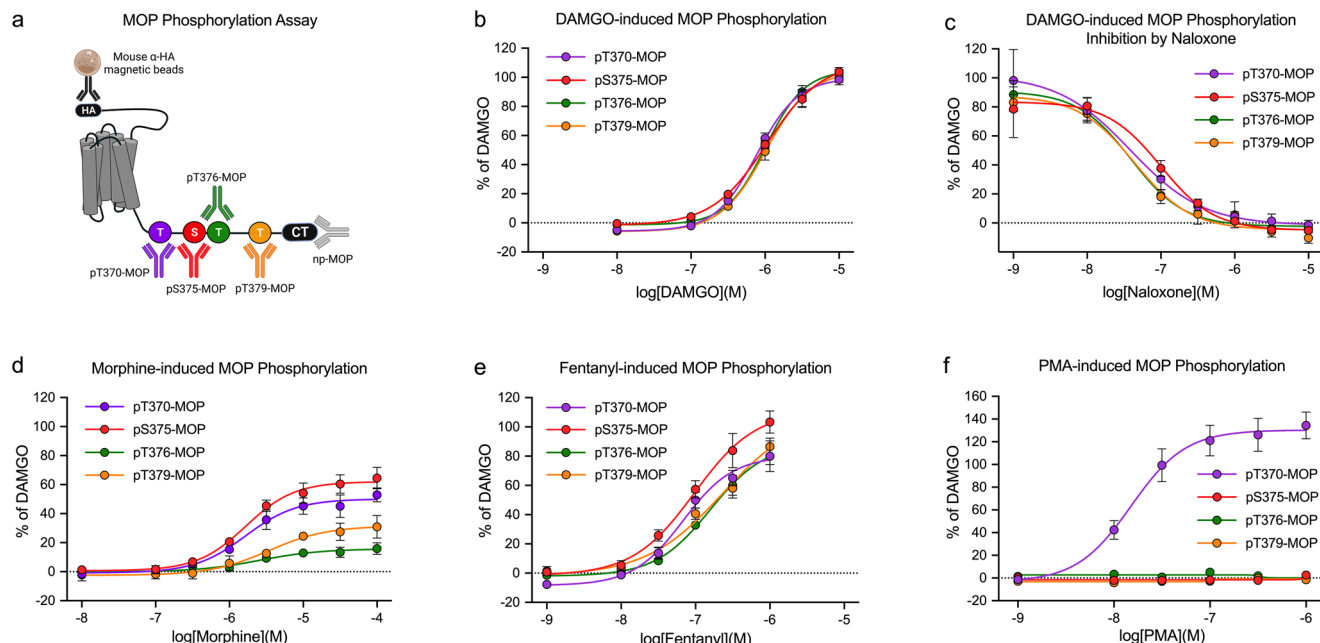 a
MOP Phosphorylation Assay
Mouse α-HA
magnetic beads
HA
pT376-MOP
T
S
T
T
CT
pT370-MOP
pS375-MOP
pT379-MOP
np-MOP
b
DAMGO-induced MOP Phosphorylation
pT370-MOP
pS375-MOP
pT376-MOP
pT379-MOP
% of DAMGO
120
100
80
60
40
20
0
-20
-9
-8
-7
-6
-5
log[DAMGO](M)
c
DAMGO-induced MOP Phosphorylation
Inhibition by Naloxone
pT370-MOP
pS375-MOP
pT376-MOP
pT379-MOP
% of DAMGO
120
100
80
60
40
20
0
-20
-9
-8
-7
-6
-5
log[Naloxone](M)
d
Morphine-induced MOP Phosphorylation
pT370-MOP
pS375-MOP
pT376-MOP
pT379-MOP
% of DAMGO
120
100
80
60
40
20
0
-20
-8
-7
-6
-5
-4
log[Morphine](M)
e
Fentanyl-induced MOP Phosphorylation
pT370-MOP
pS375-MOP
pT376-MOP
pT379-MOP
% of DAMGO
120
100
80
60
40
20
0
-20
-9
-8
-7
-6
-5
log[Fentanyl](M)
f
PMA-induced MOP Phosphorylation
pT370-MOP
pS375-MOP
pT376-MOP
pT379-MOP
% of DAMGO
160
140
120
100
80
60
40
20
0
-20
-9
-8
-7
-6
log[PMA](M)